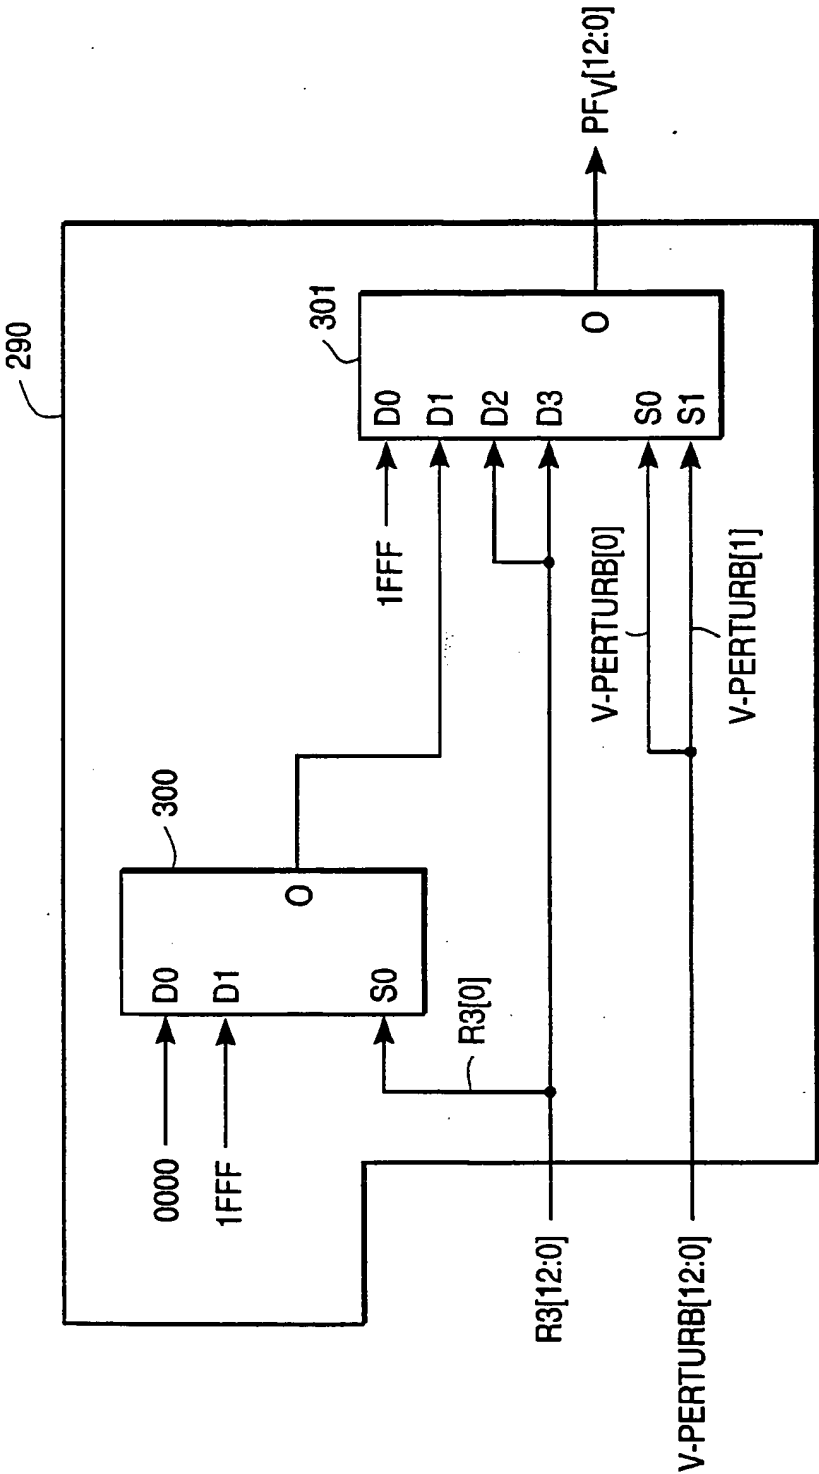 290
300
0000
1FFF
D0
D1
S0
O
R3[0]
301
1FFF
D0
D1
D2
D3
S0
S1
O
PFV[12:0]
V-PERTURB[0]
V-PERTURB[1]
R3[12:0]
V-PERTURB[12:0]